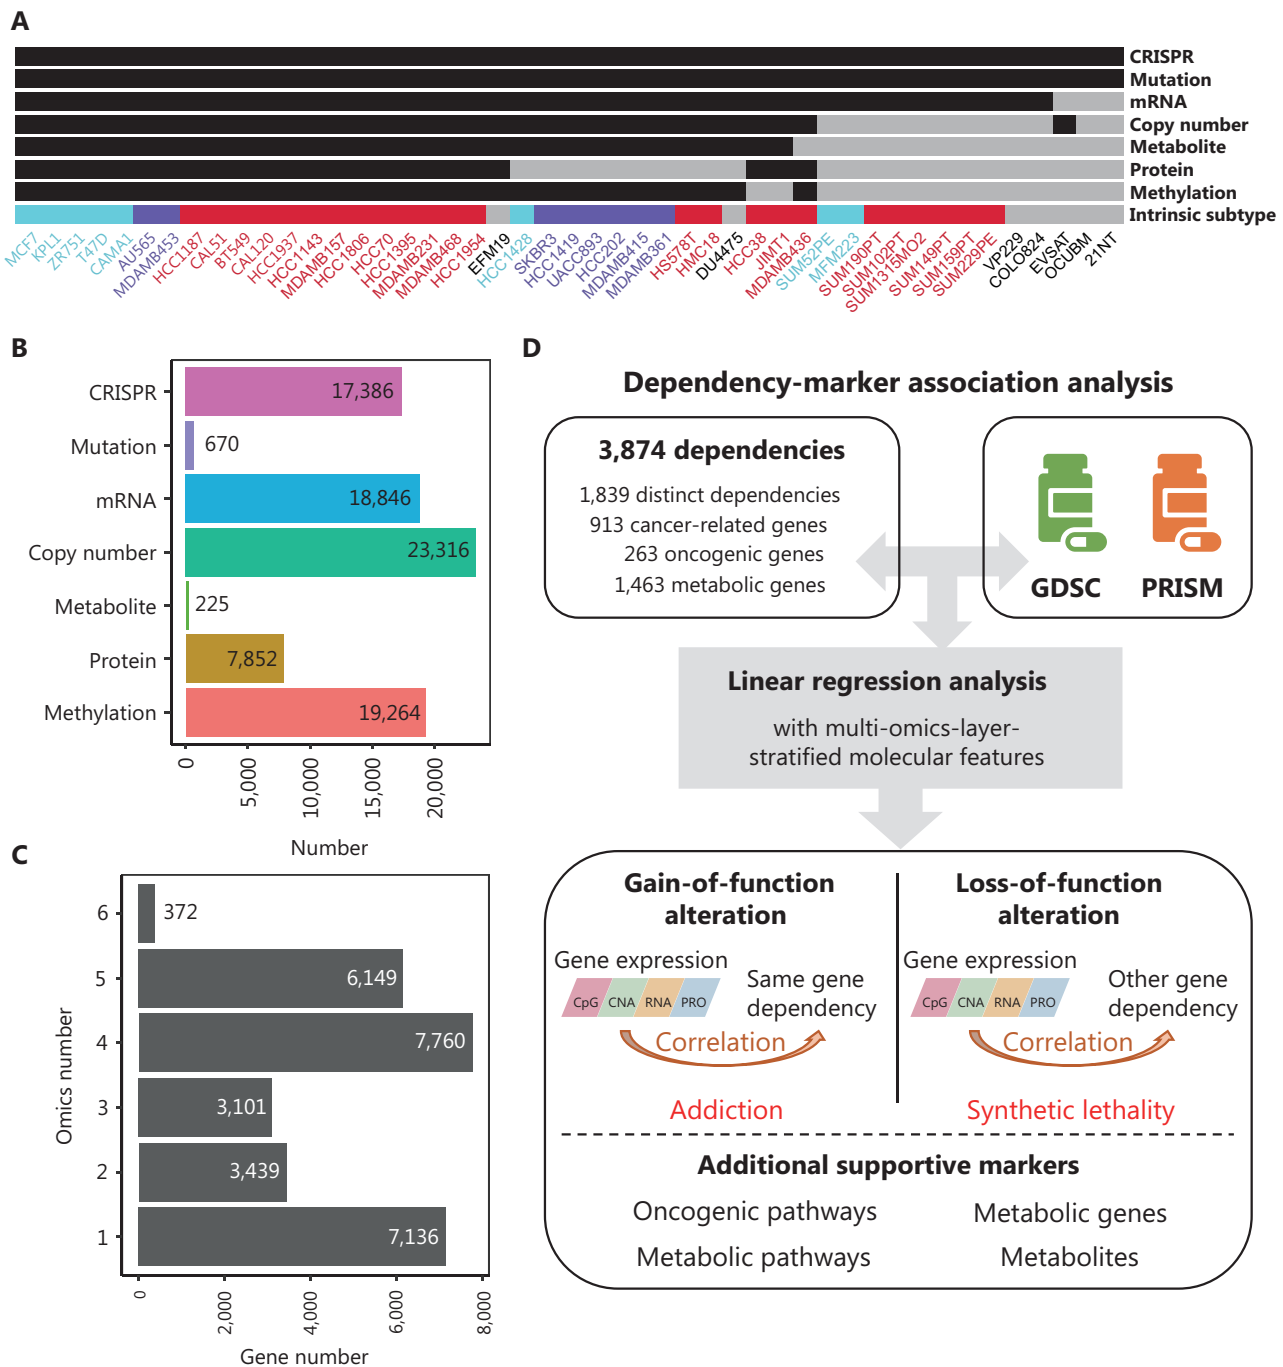 A
CRISPR
Mutation
mRNA
Copy number
Metabolite
Protein
Methylation
Intrinsic subtype
MCF7
KPL1
ZR751
T47D
CAMA1
AU565
MDAMB453
HCC1187
CAL51
BT549
CAL120
HCC1937
HCC1143
MDAMB157
HCC1806
HCC70
HCC1395
MDAMB231
MDAMB468
HCC1954
EFM19
HCC1428
SKBR3
HCC1419
UACC893
HCC202
MDAMB415
MDAMB361
HS578T
HMC18
DU4475
HCC38
JIMT1
MDAMB436
SUM52PE
MFM223
SUM190PT
SUM102PT
SUM1315MO2
SUM149PT
SUM159PT
SUM229PE
VP229
COLO824
EVSAT
OCUBM
21NT
B
CRISPR 17,386
Mutation 670
mRNA 18,846
Copy number 23,316
Metabolite 225
Protein 7,852
Methylation 19,264
0 5,000 10,000 15,000 20,000
Number
C
Omics number
6 372
5 6,149
4 7,760
3 3,101
2 3,439
1 7,136
0 2,000 4,000 6,000 8,000
Gene number
D
Dependency-marker association analysis
3,874 dependencies
1,839 distinct dependencies
913 cancer-related genes
263 oncogenic genes
1,463 metabolic genes
GDSC PRISM
Linear regression analysis
with multi-omics-layer-
stratified molecular features
Gain-of-function
alteration
Gene expression
CpG CNA RNA PRO
Same gene
dependency
Correlation
Addiction
Loss-of-function
alteration
Gene expression
CpG CNA RNA PRO
Other gene
dependency
Correlation
Synthetic lethality
Additional supportive markers
Oncogenic pathways Metabolic genes
Metabolic pathways Metabolites